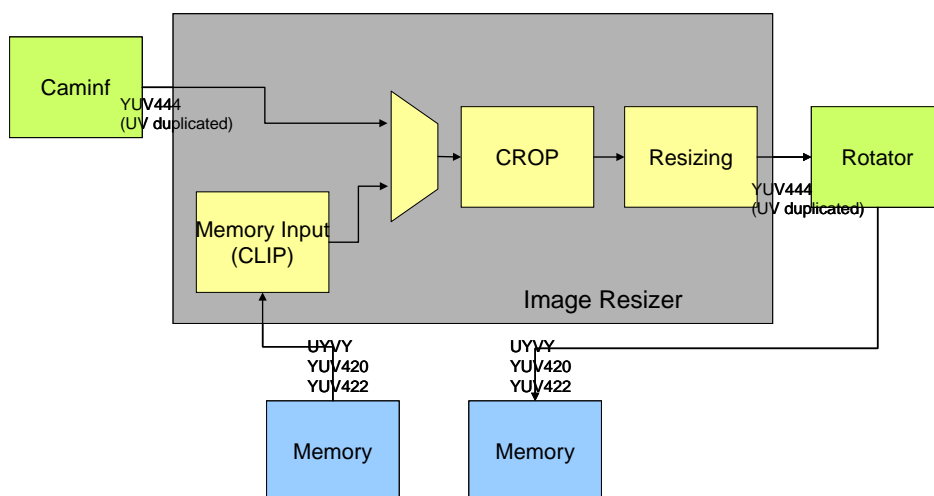 Caminf
YUV444
(UV duplicated)
CROP
Resizing
Rotator
YUV444
(UV duplicated)
Memory Input
(CLIP)
Image Resizer
UYVY
YUV420
YUV422
UYVY
YUV420
YUV422
Memory
Memory